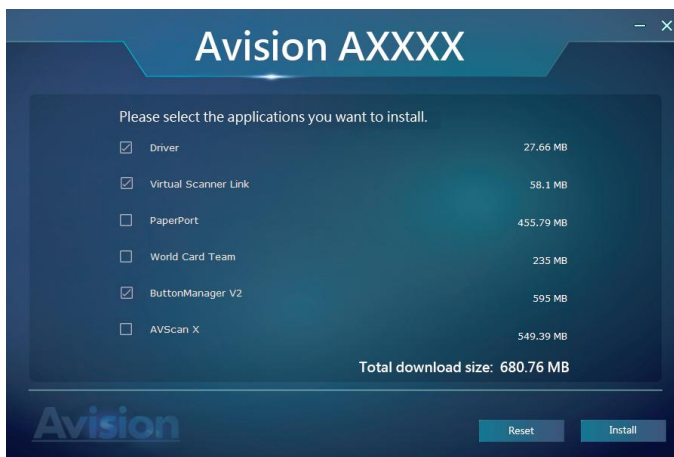 Avision AXXXX
Please select the applications you want to install.
Driver 27.66 MB
Virtual Scanner Link 58.1 MB
PaperPort 455.79 MB
World Card Team 235 MB
ButtonManager V2 595 MB
AVScan X 549.39 MB
Total download size: 680.76 MB
Avision
Reset Install